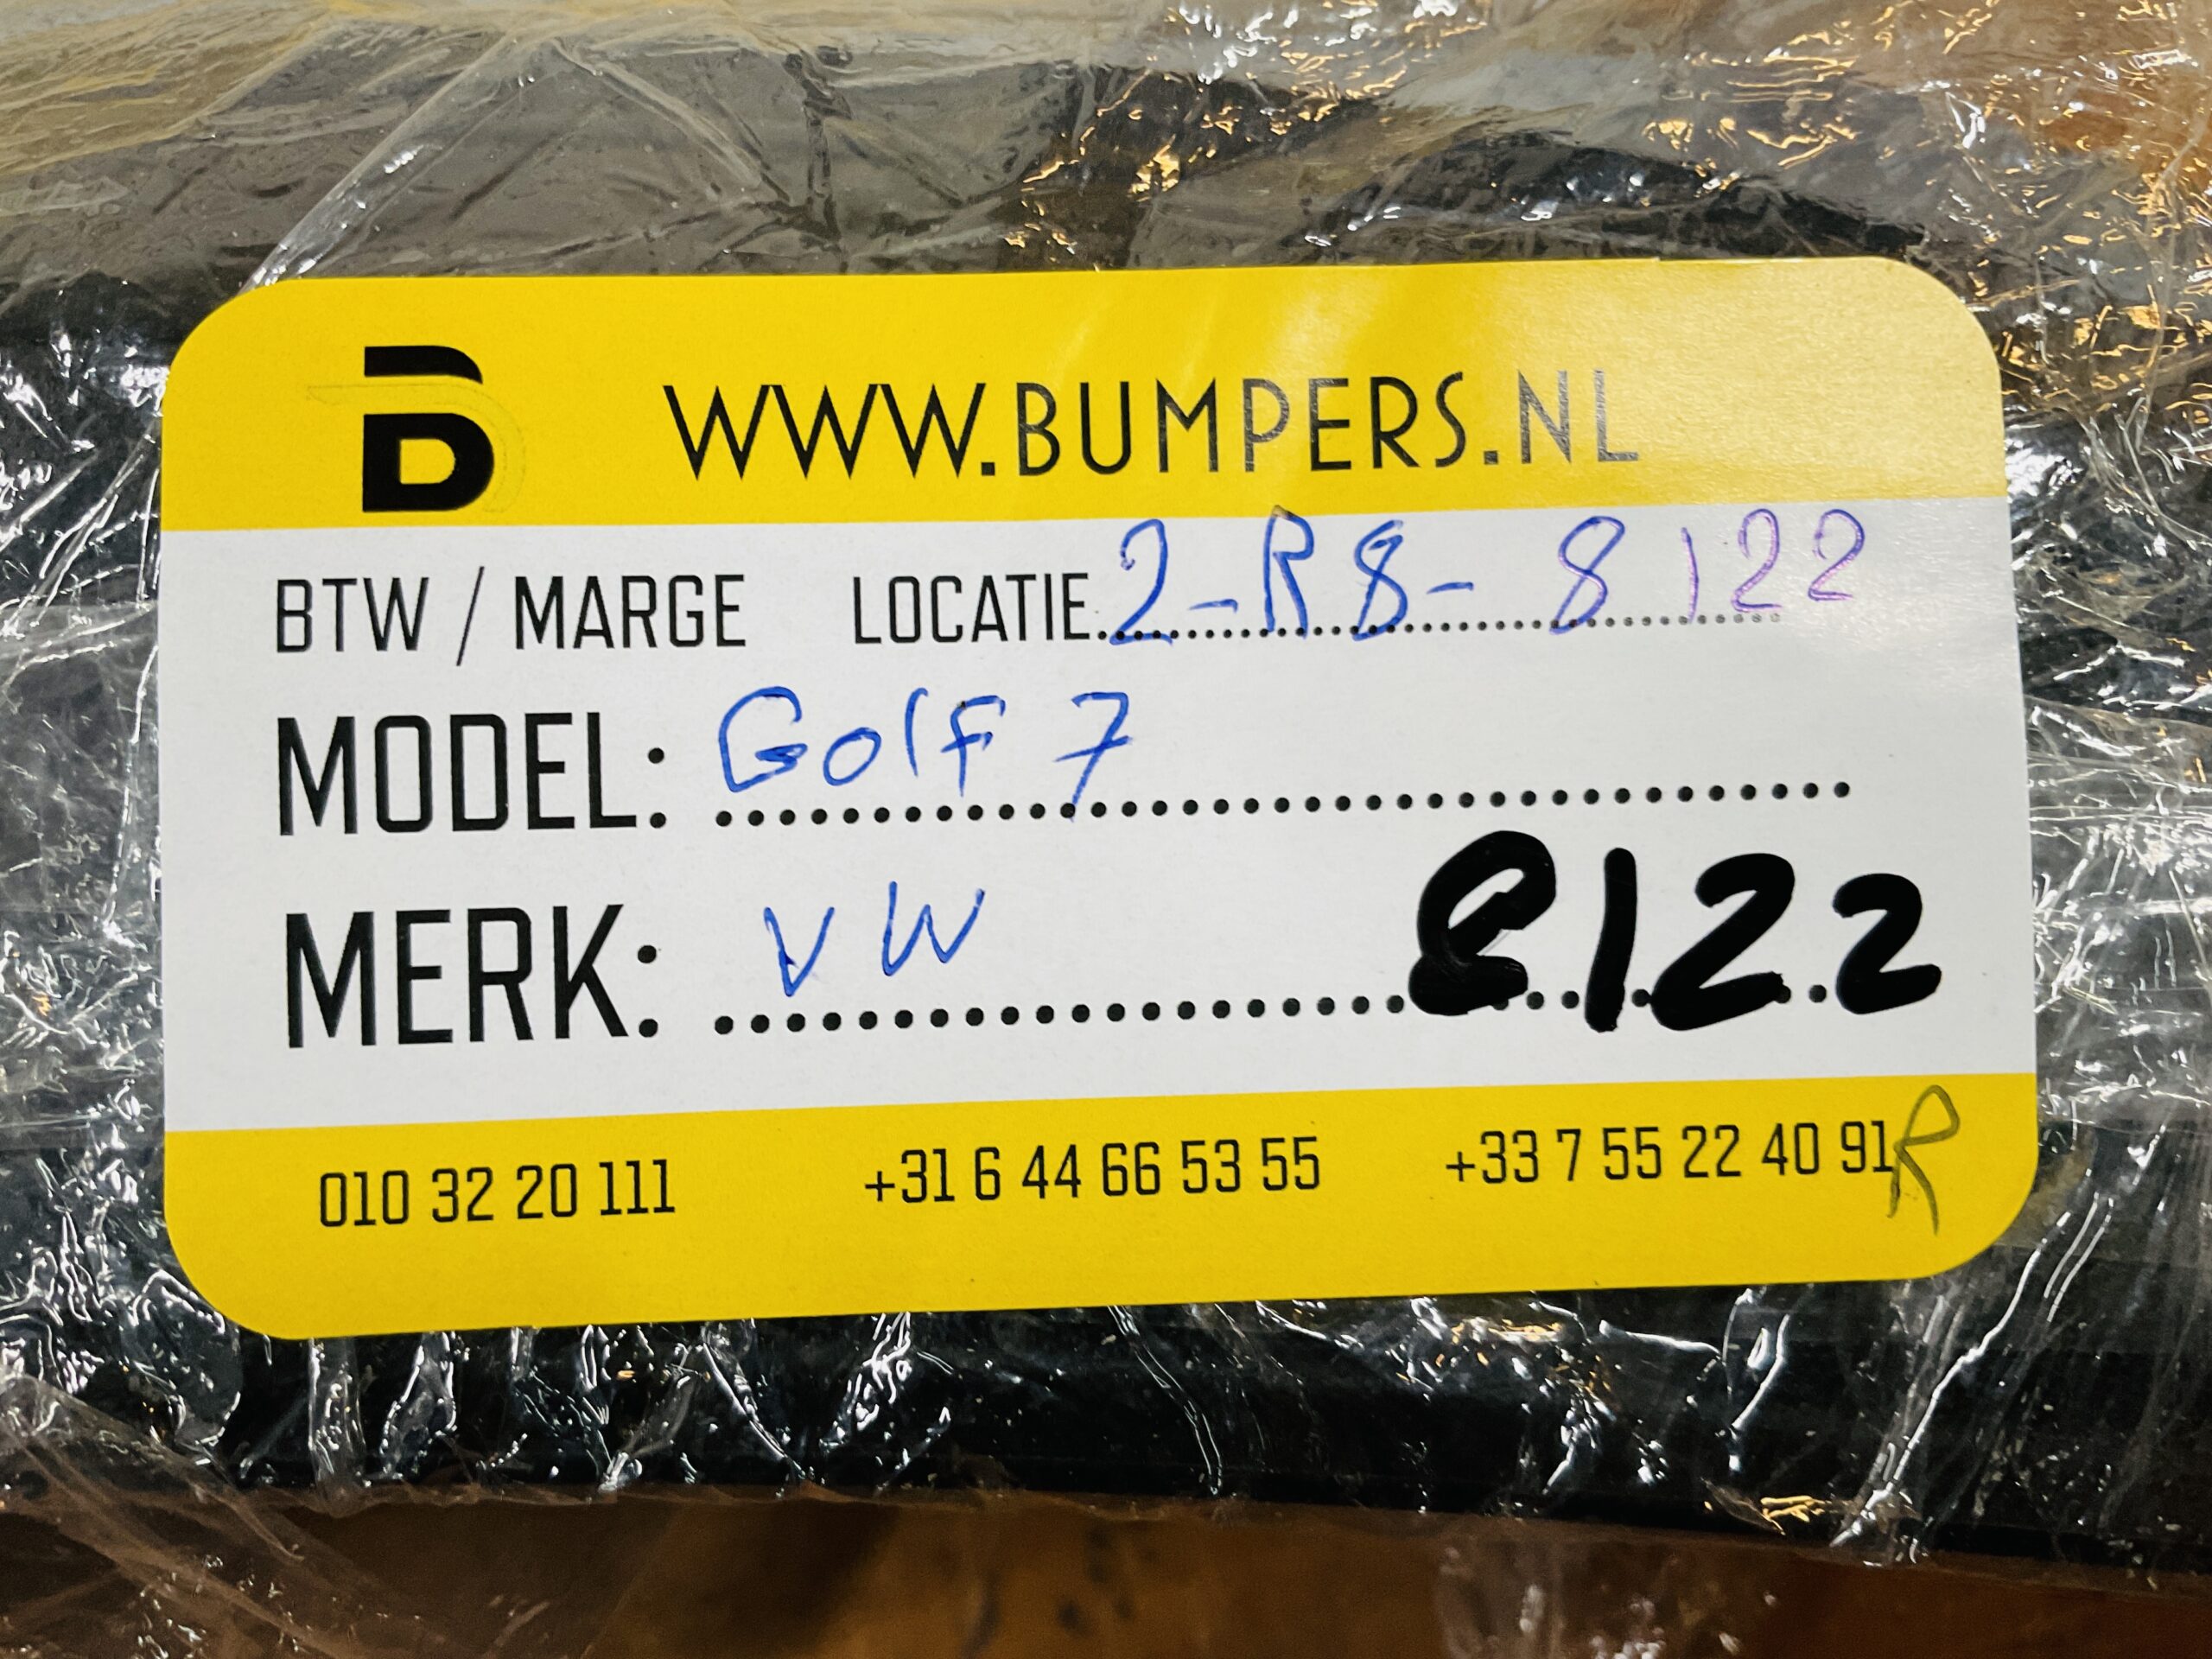 B WWW.BUMPERS.NL
BTW / MARGE LOCATIE 2-R8-8122
MODEL: Golf 7
MERK: VW 8122
010 32 20 111 +31 6 44 66 53 55 +33 7 55 22 40 91 R